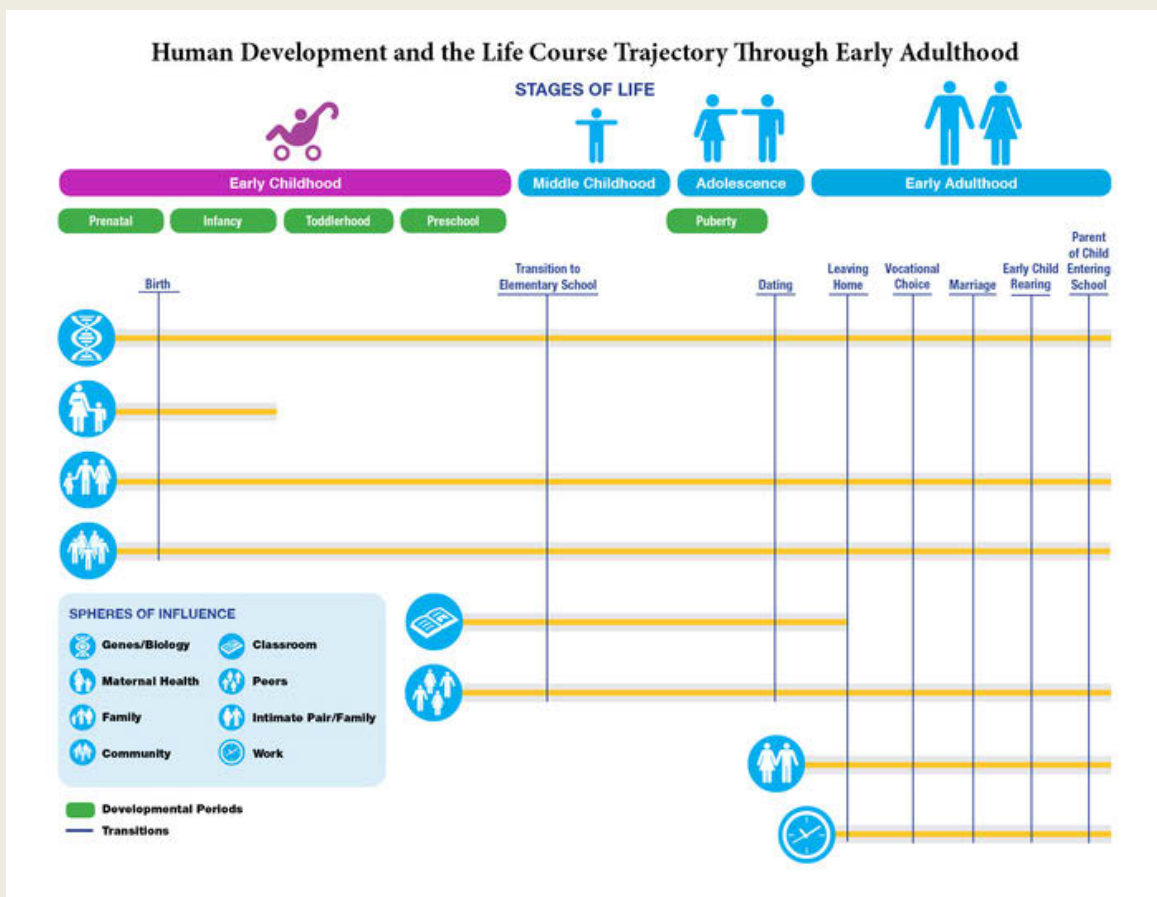 Human Development and the Life Course Trajectory Through Early Adulthood
STAGES OF LIFE
Early Childhood
Middle Childhood
Adolescence
Early Adulthood
Prenatal
Infancy
Toddlerhood
Preschool
Puberty
Birth
Transition to
Elementary School
Dating
Leaving
Home
Vocational
Choice
Marriage
Early Child
Rearing
Parent
of Child
Entering
School
SPHERES OF INFLUENCE
Genes/Biology
Classroom
Maternal Health
Peers
Family
Intimate Pair/Family
Community
Work
Developmental Periods
Transitions